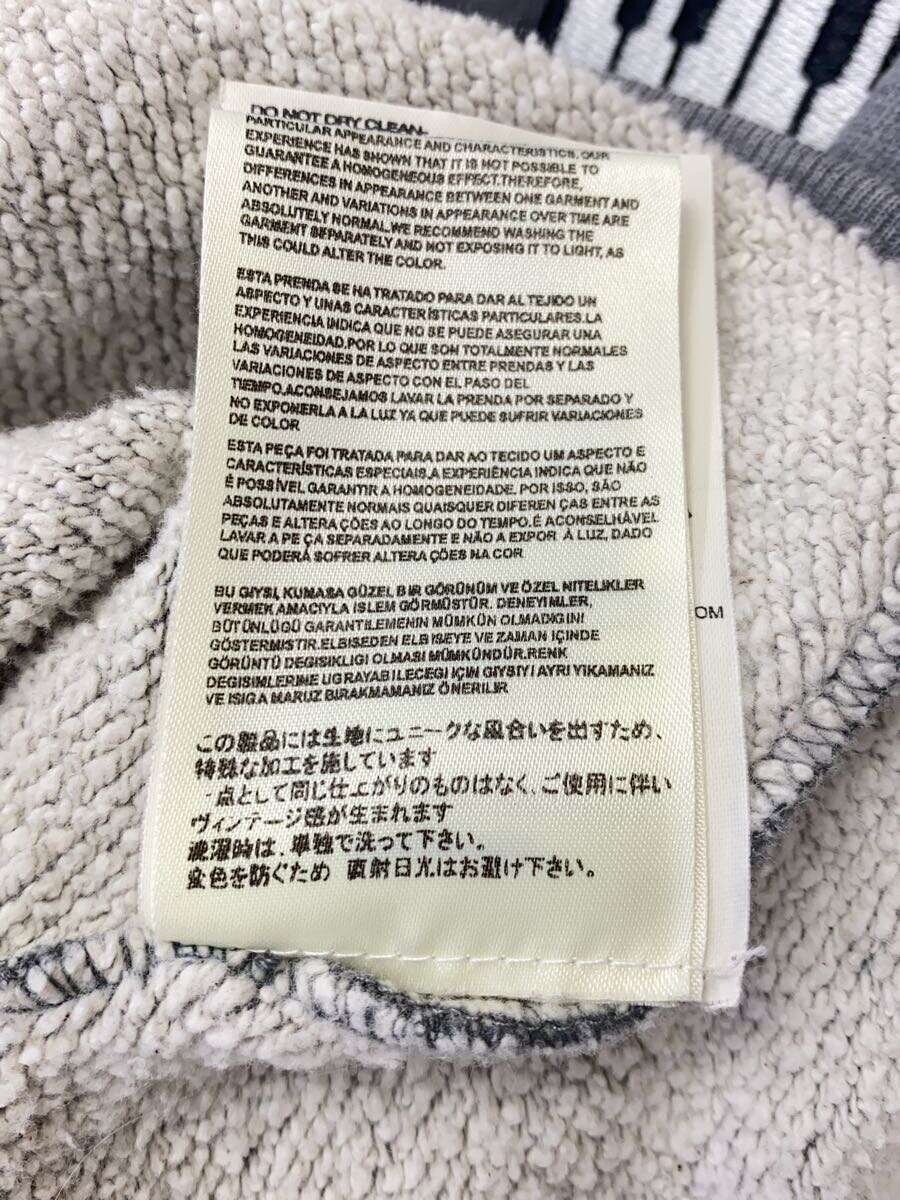 DO NOT DRY CLEAN-
PARTICULAR APPEARANCE AND CHARACTERISTICS. OUR
EXPERIENCE HAS SHOWN THAT IT IS NOT POSSIBLE TO
GUARANTEE A HOMOGENEOUS EFFECT.THEREFORE,
DIFFERENCES IN APPEARANCE BETWEEN ONE GARMENT AND
ANOTHER AND VARIATIONS IN APPEARANCE OVER TIME ARE
ABSOLUTELY NORMAL.WE RECOMMEND WASHING THE
GARMENT SEPARATELY AND NOT EXPOSING IT TO LIGHT, AS
THIS COULD ALTER THE COLOR.
ESTA PRENDA SE HA TRATADO PARA DAR AL TEJIDO UN
ASPECTO Y UNAS CARACTERÍSTICAS PARTICULARES.LA
EXPERIENCIA INDICA QUE NO SE PUEDE ASEGURAR UNA
HOMOGENEIDAD.POR LO QUE SON TOTALMENTE NORMALES
LAS VARIACIONES DE ASPECTO ENTRE PRENDAS Y LAS
VARIACIONES DE ASPECTO CON EL PASO DEL
TIEMPO.ACONSEJAMOS LAVAR LA PRENDA POR SEPARADO Y
NO EXPONERLA A LA LUZ YA QUE PUEDE SUFRIR VARIACIONES
DE COLOR
ESTA PEÇA FOI TRATADA PARA DAR AO TECIDO UM ASPECTO E
CARACTERÍSTICAS ESPECIAIS.A EXPERIÊNCIA INDICA QUE NÃO
É POSSÍVEL GARANTIR A HOMOGENEIDADE. POR ISSO, SÃO
ABSOLUTAMENTE NORMAIS QUAISQUER DIFEREN ÇAS ENTRE AS
PEÇAS E ALTERA ÇÕES AO LONGO DO TEMPO.É ACONSELHÁVEL
LAVAR A PE ÇA SEPARADAMENTE E NÃO A EXPOR À LUZ, DADO
QUE PODERÁ SOFRER ALTERA ÇÕES NA COR
BU GIYSI, KUMASA GÜZEL BIR GÖRÜNÜM VE ÖZEL NITELIKLER
VERMEK AMACIYLA ISLEM GÖRMÜSTÜR. DENEYIMLER,
BÜTÜNLÜGÜ GARANTILEMENIN MÜMKÜN OLMADIGINI
GÖSTERMISTIR.ELBISEDEN ELBISEYE VE ZAMAN IÇINDE
GÖRÜNTÜ DEGISIKLIGI OLMASI MÜMKÜNDÜR.RENK
DEGISIMLERINE UGRAYABILECEGI IÇIN GIYSIYI AYRI YIKAMANIZ
VE ISIGA MARUZ BIRAKMAMANIZ ÖNERILIR
OM
この製品には生地にユニークな風合いを出すため、
特殊な加工を施しています
一点として同じ仕上がりのものはなく、ご使用に伴い
ヴィンテージ感が生まれます
洗濯時は、単独で洗って下さい。
変色を防ぐため 直射日光はお避け下さい。